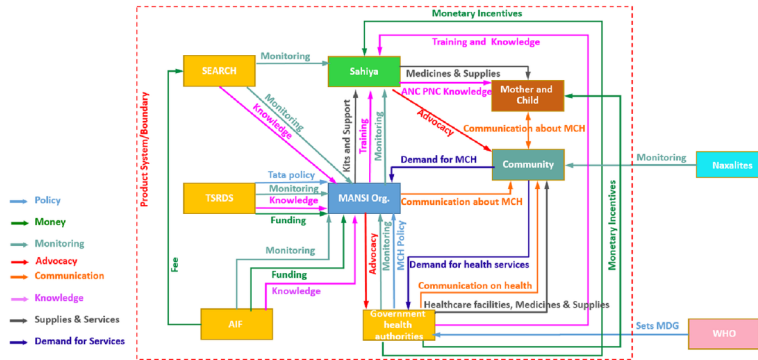 Monetary Incentives
Training and Knowledge
Monitoring
SEARCH
Sahiya
Medicines & Supplies
Mother and
Child
ANC PNC Knowledge
Monitoring
Knowledge
Kits and Support
Training
Monitoring
Advocacy
Communication about MCH
Product System/Boundary
Demand for MCH
Community
Monitoring
Naxalites
Tata policy
Monitoring
Knowledge
Funding
TSRDS
MANSI Org.
Communication about MCH
Policy
Money
Monitoring
Advocacy
Communication
Knowledge
Supplies & Services
Demand for Services
Fee
Monitoring
Funding
Knowledge
Advocacy
Monitoring
MCH Policy
Demand for health services
Communication on health
Healthcare facilities, Medicines & Supplies
Monetary Incentives
AIF
Government
health
authorities
Sets MDG
WHO